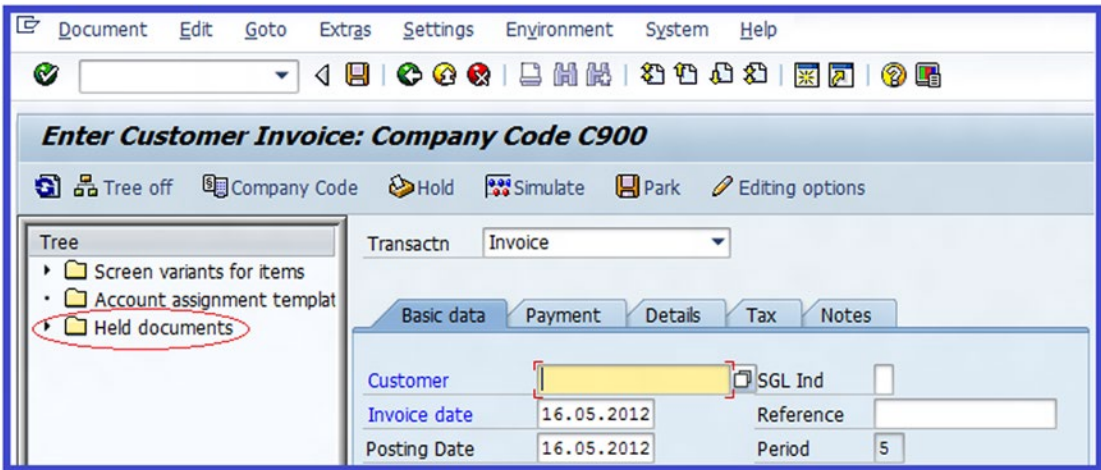 Document Edit Goto Extras Settings Environment System Help
Enter Customer Invoice: Company Code C900
Tree off Company Code Hold Simulate Park Editing options
Tree
Screen variants for items
Account assignment templat
Held documents
Transactn Invoice
Basic data Payment Details Tax Notes
Customer SGL Ind
Invoice date 16.05.2012 Reference
Posting Date 16.05.2012 Period 5